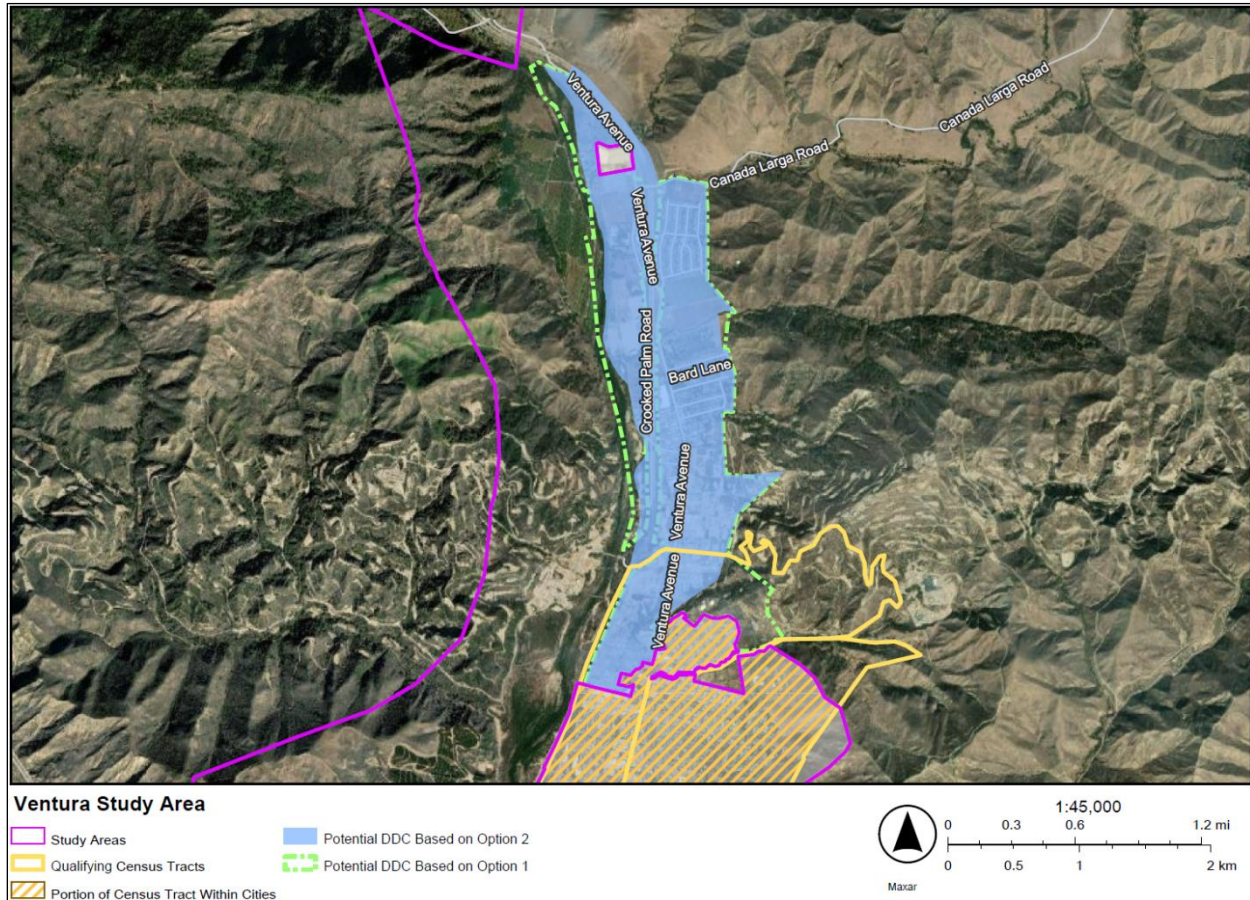 Ventura Avenue
Canada Larga Road
Canada Larga Road
Ventura Avenue
Crooked Palm Road
Bard Lane
Ventura Avenue
Ventura Avenue
Ventura Study Area
Study Areas
Qualifying Census Tracts
Portion of Census Tract Within Cities
Potential DDC Based on Option 2
Potential DDC Based on Option 1
Maxar
1:45,000
0 0.3 0.6 1.2 mi
0 0.5 1 2 km